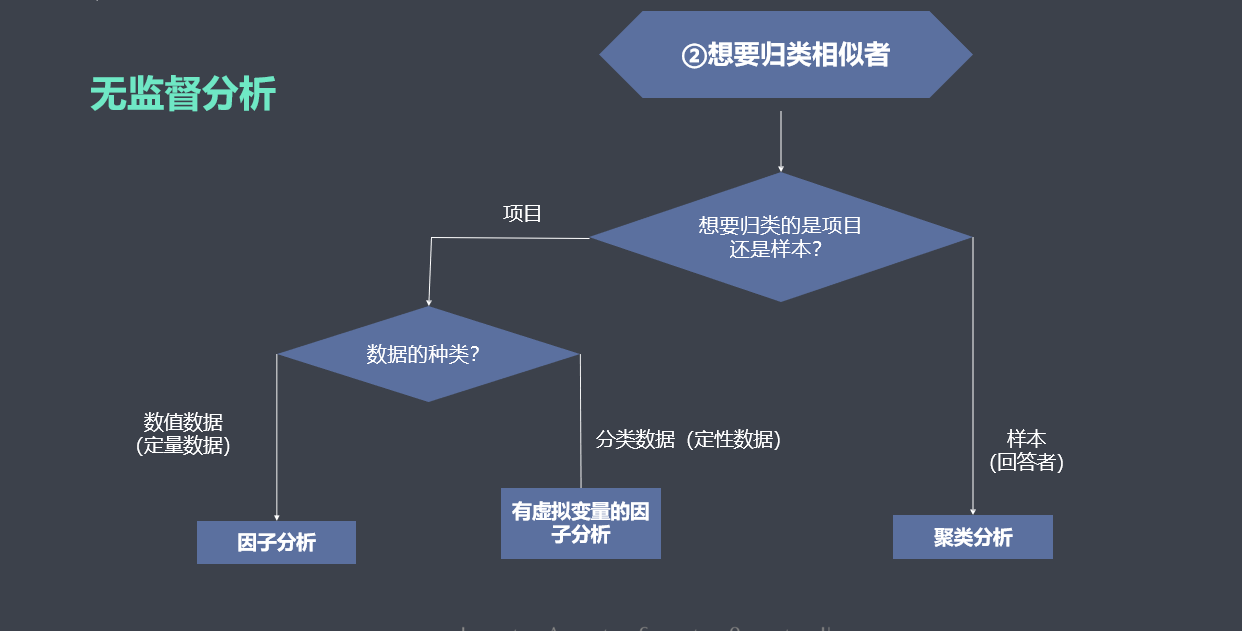 ②想要归类相似者
无监督分析
项目
想要归类的是项目
还是样本？
数据的种类？
数值数据
（定量数据）
分类数据（定性数据）
样本
（回答者）
有虚拟变量的因
子分析
因子分析
聚类分析